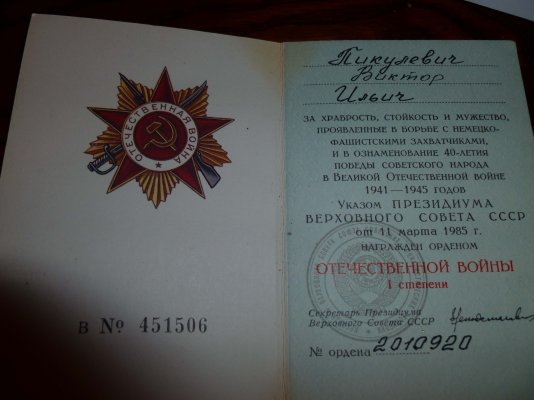 ОТЕЧЕСТВЕННАЯ ВОЙНА
В № 451506
Пикулевич
Виктор
Ильич
ЗА ХРАБРОСТЬ, СТОЙКОСТЬ И МУЖЕСТВО,
ПРОЯВЛЕННЫЕ В БОРЬБЕ С НЕМЕЦКО-
ФАШИСТСКИМИ ЗАХВАТЧИКАМИ,
И В ОЗНАМЕНОВАНИЕ 40-ЛЕТИЯ
ПОБЕДЫ СОВЕТСКОГО НАРОДА
В ВЕЛИКОЙ ОТЕЧЕСТВЕННОЙ ВОЙНЕ
1941—1945 ГОДОВ
УКАЗОМ ПРЕЗИДИУМА
ВЕРХОВНОГО СОВЕТА СССР
от 11 марта 1985 г.
НАГРАЖДЕН ОРДЕНОМ
ОТЕЧЕСТВЕННОЙ ВОЙНЫ
I степени
Секретарь Президиума
Верховного Совета СССР
№ ордена 2010920